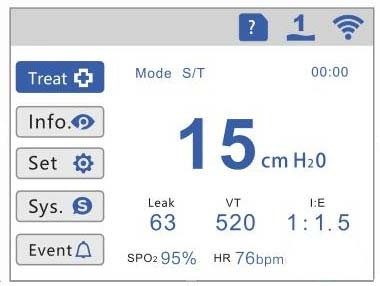 ? 1
Treat
Mode S/T 00:00
Info.
15 cm H₂0
Set
Sys. S
Leak VT I:E
63 520 1:1.5
Event
SPO₂ 95% HR 76bpm